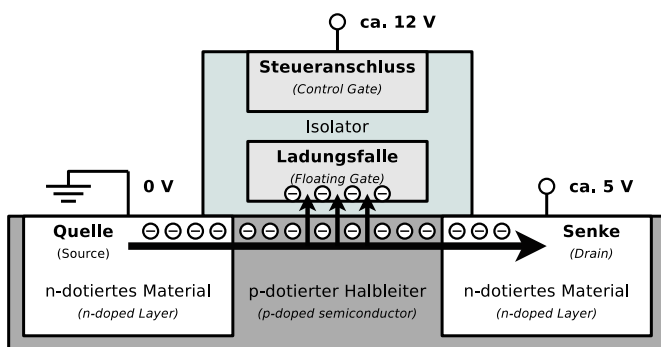 ca. 12 V
Steueranschluss
(Control Gate)
Isolator
Ladungsfalle
(Floating Gate)
0 V
ca. 5 V
Quelle
(Source)
Senke
(Drain)
n-dotiertes Material
(n-doped Layer)
p-dotierter Halbleiter
(p-doped semiconductor)
n-dotiertes Material
(n-doped Layer)